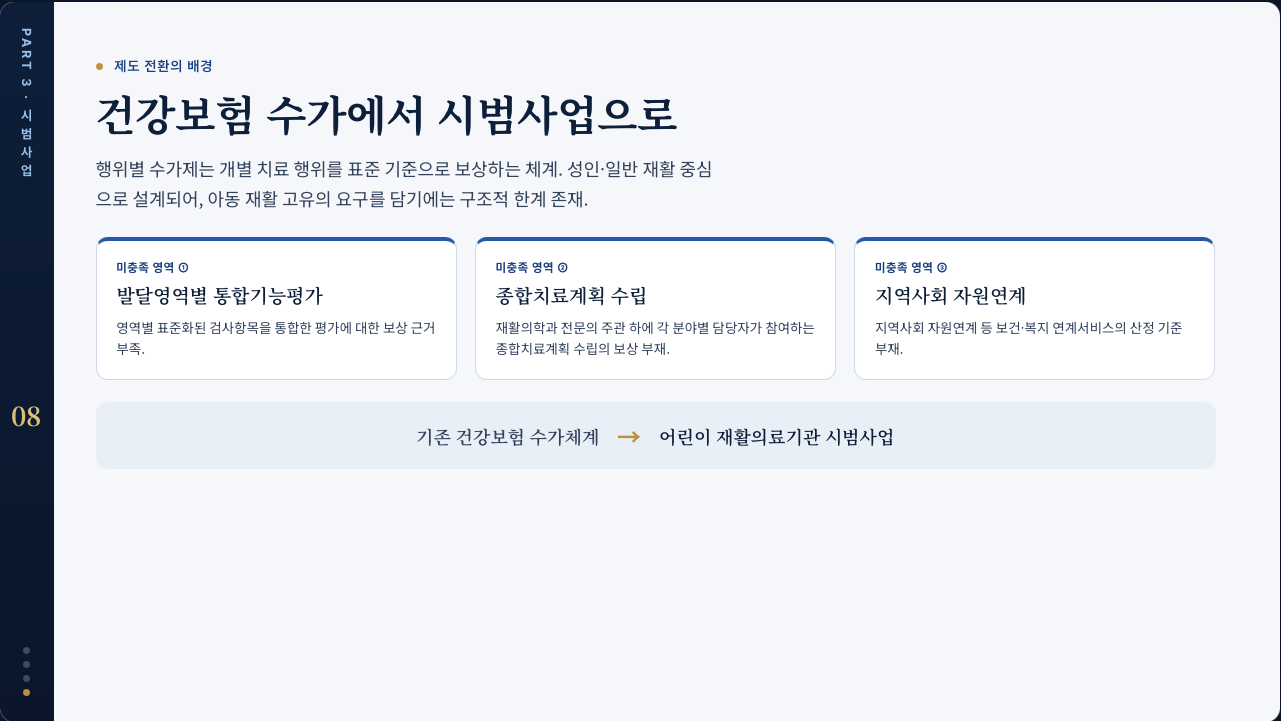 PART 3 · 시범사업
08
제도 전환의 배경
건강보험 수가에서 시범사업으로
행위별 수가제는 개별 치료 행위를 표준 기준으로 보상하는 체계. 성인·일반 재활 중심
으로 설계되어, 아동 재활 고유의 요구를 담기에는 구조적 한계 존재.
미충족 영역 ①
발달영역별 통합기능평가
영역별 표준화된 검사항목을 통합한 평가에 대한 보상 근거
부족.
미충족 영역 ②
종합치료계획 수립
재활의학과 전문의 주관 하에 각 분야별 담당자가 참여하는
종합치료계획 수립의 보상 부재.
미충족 영역 ③
지역사회 자원연계
지역사회 자원연계 등 보건·복지 연계서비스의 산정 기준
부재.
기존 건강보험 수가체계 → 어린이 재활의료기관 시범사업